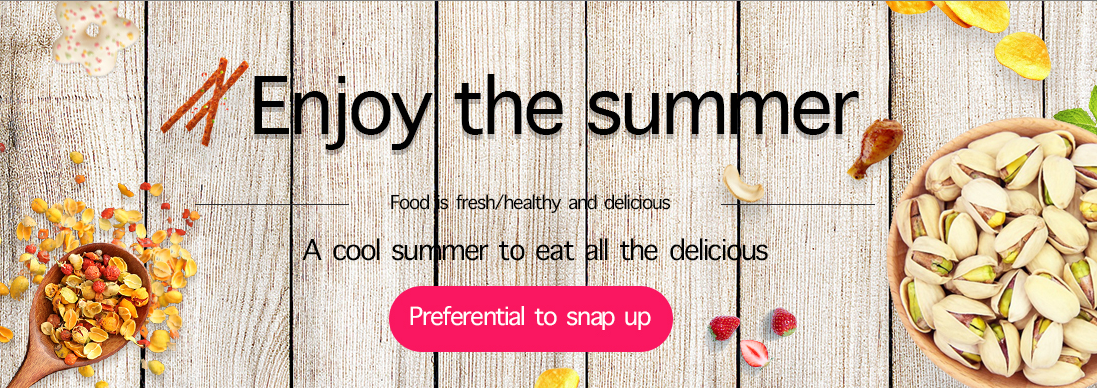 Enjoy the summer
Food is fresh/healthy and delicious
A cool summer to eat all the delicious
Preferential to snap up